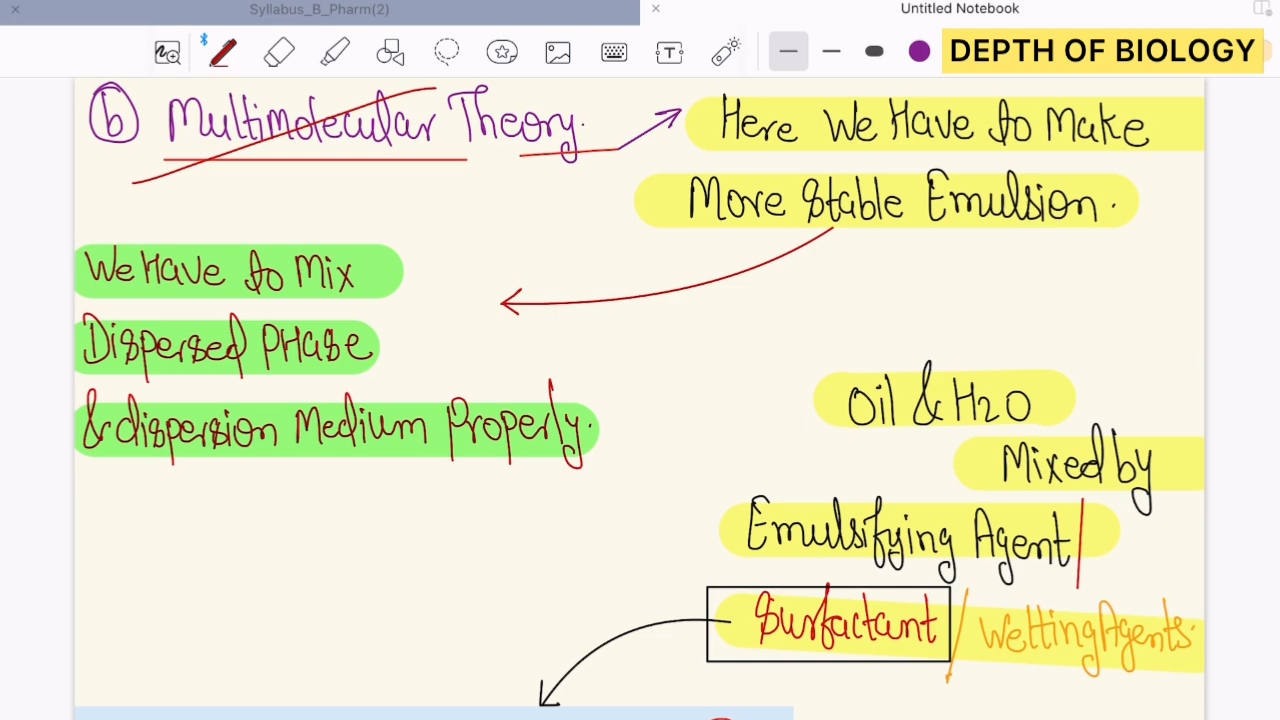 Syllabus_B_Pharm(2)
Untitled Notebook
DEPTH OF BIOLOGY
b Multimolecular Theory.
Here We Have to Make
More Stable Emulsion.
We Have to Mix
Dispersed PHase
& dispersion Medium Properly.
Oil & H2O
Mixed by
Emulsifying Agent/
Surfactant / Wetting Agents.